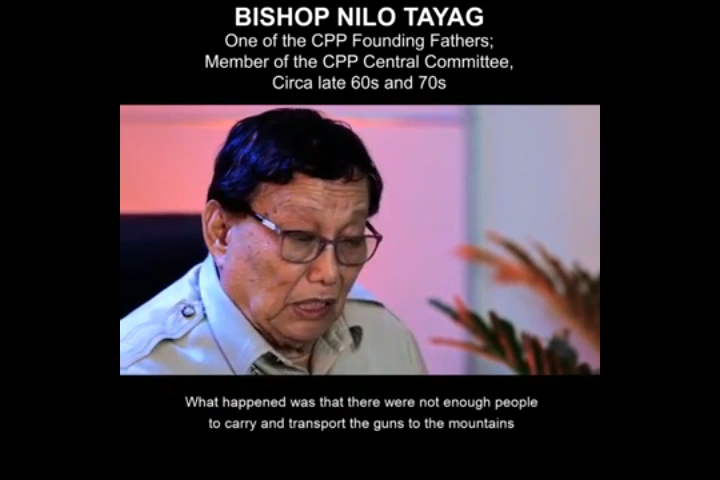 BISHOP NILO TAYAG
One of the CPP Founding Fathers;
Member of the CPP Central Committee,
Circa late 60s and 70s
What happened was that there were not enough people
to carry and transport the guns to the mountains